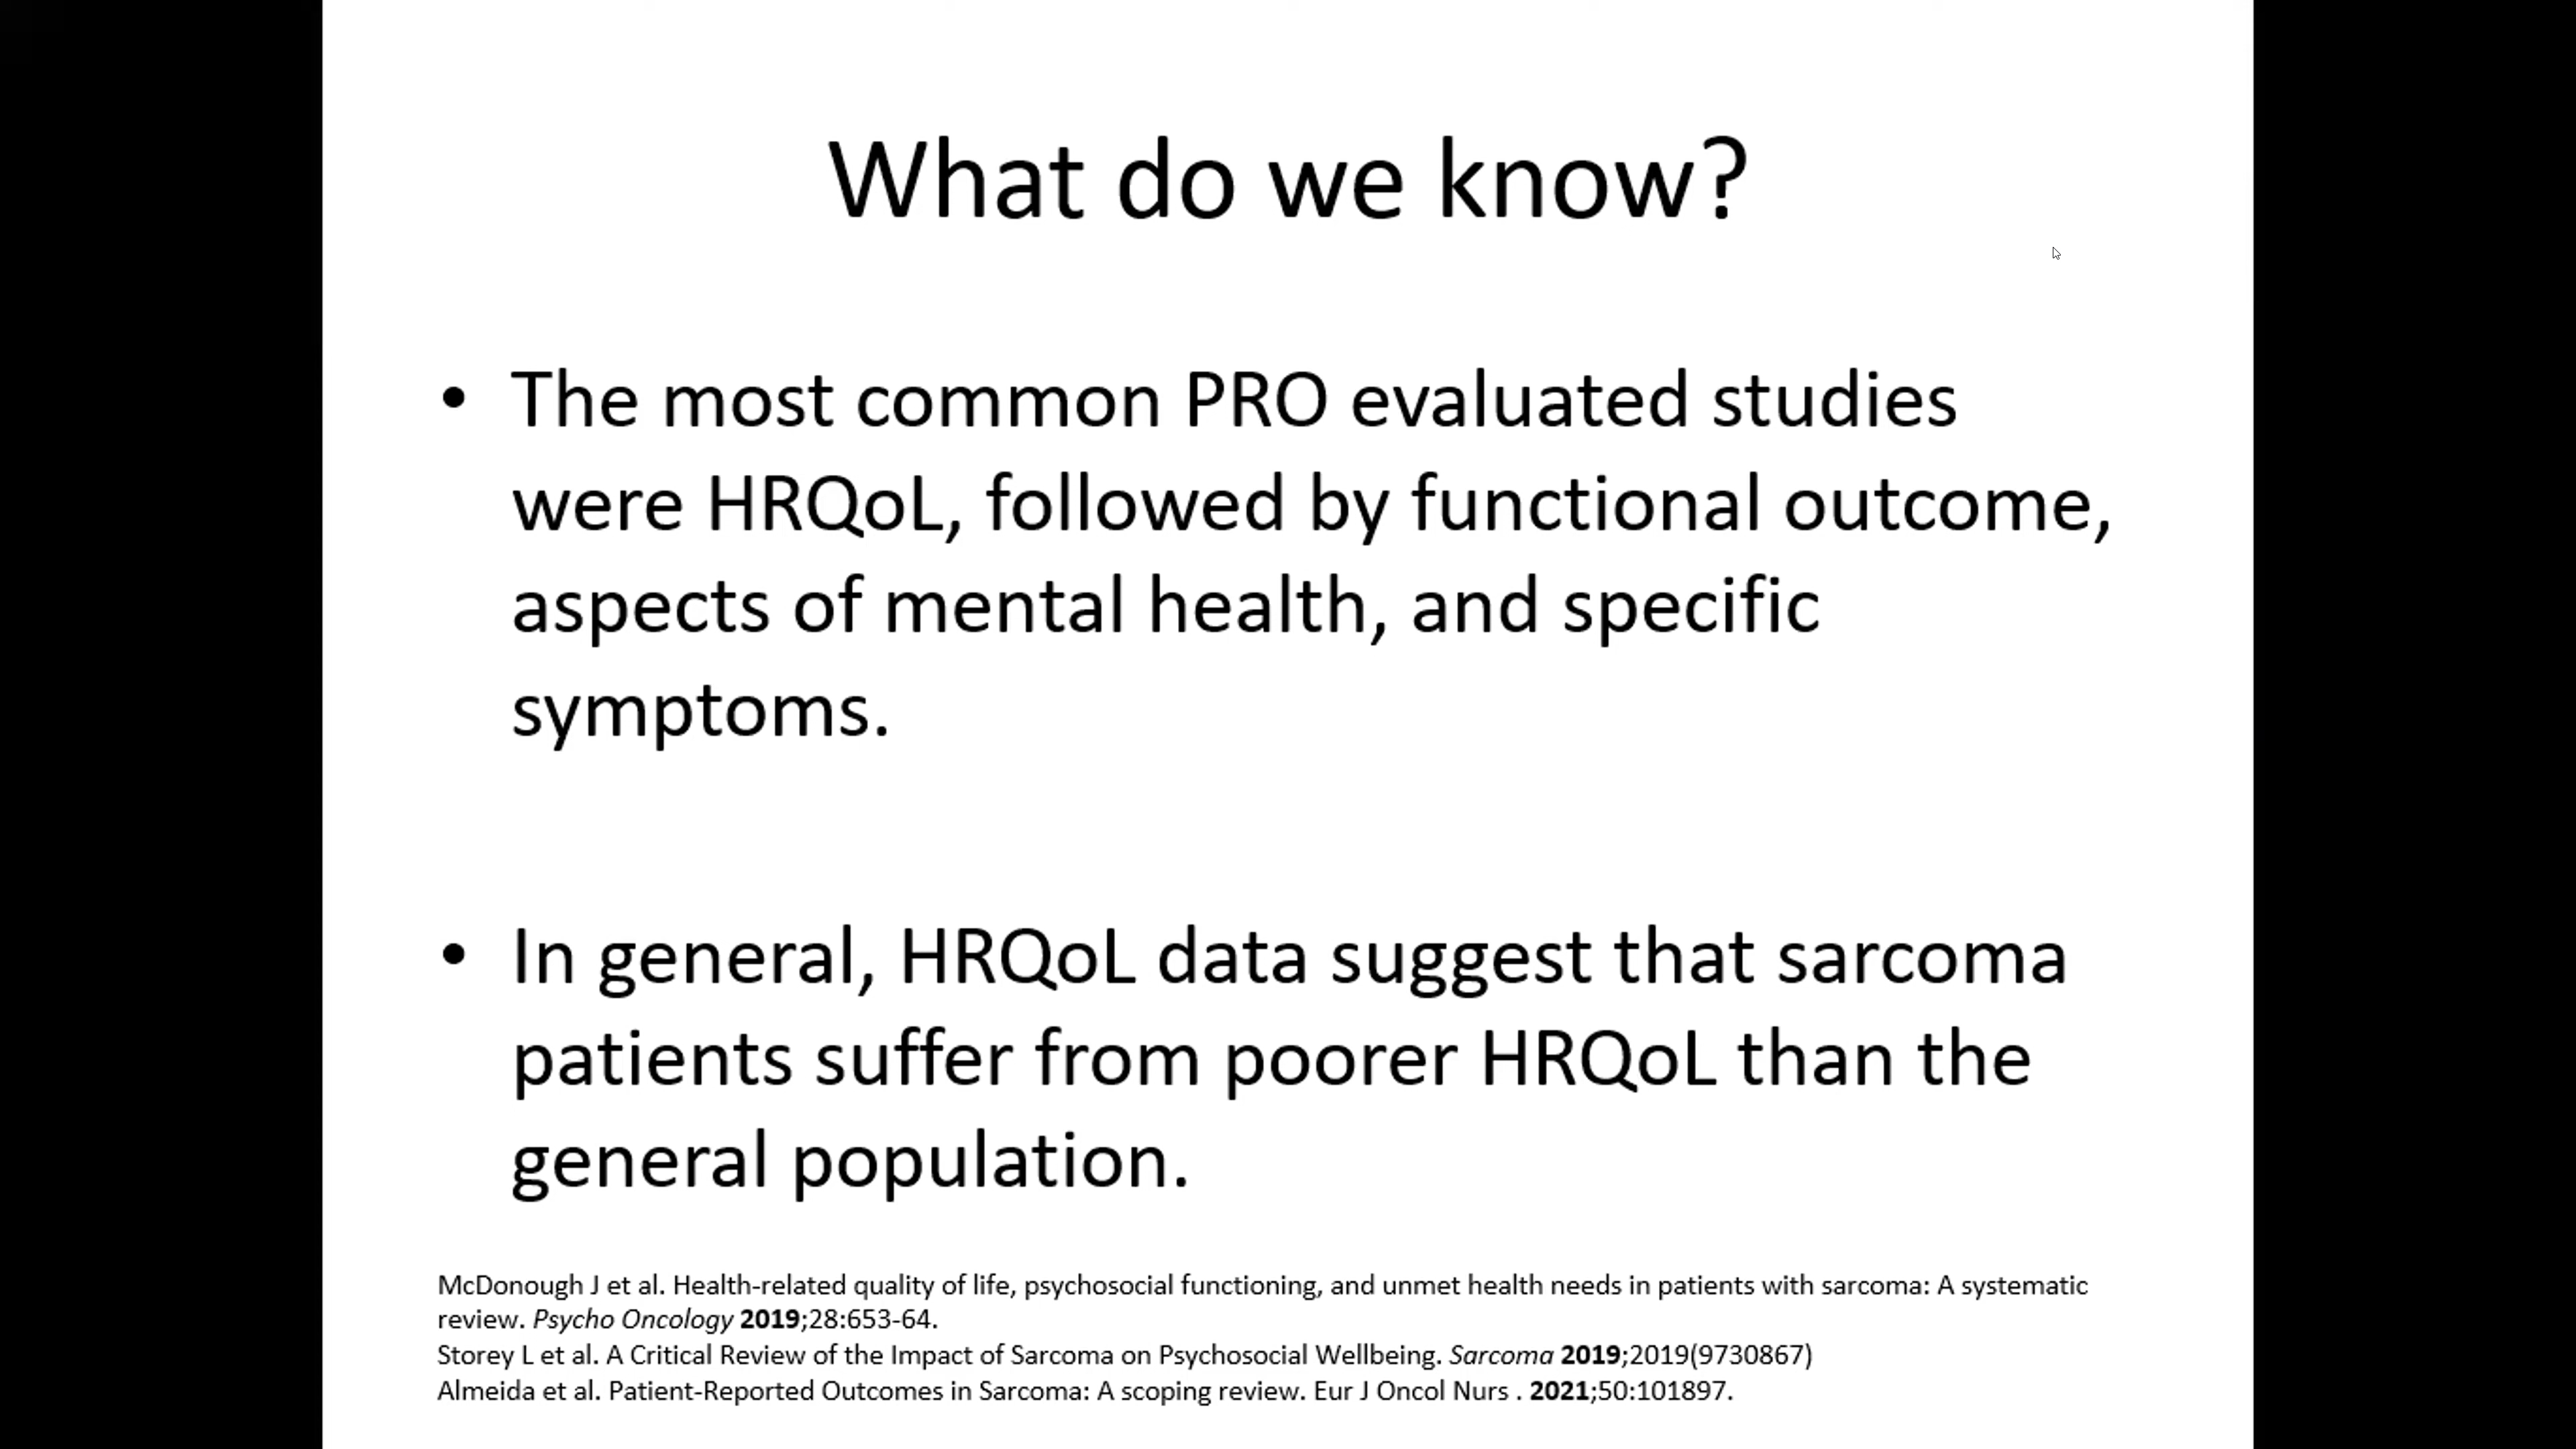 What do we know?
• The most common PRO evaluated studies
were HRQoL, followed by functional outcome,
aspects of mental health, and specific
symptoms.
• In general, HRQoL data suggest that sarcoma
patients suffer from poorer HRQoL than the
general population.
McDonough J et al. Health-related quality of life, psychosocial functioning, and unmet health needs in patients with sarcoma: A systematic
review. Psycho Oncology 2019;28:653-64.
Storey L et al. A Critical Review of the Impact of Sarcoma on Psychosocial Wellbeing. Sarcoma 2019;2019(9730867)
Almeida et al. Patient-Reported Outcomes in Sarcoma: A scoping review. Eur J Oncol Nurs . 2021;50:101897.